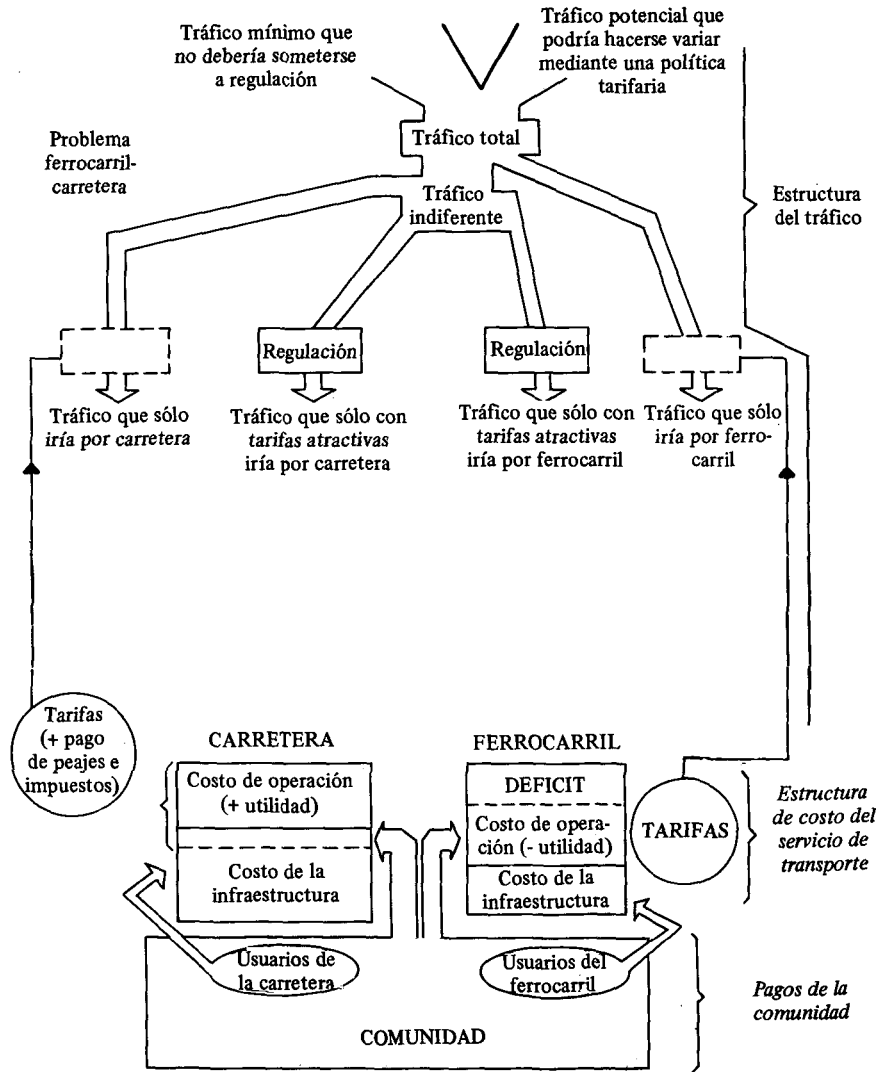 Tráfico mínimo que
no debería someterse
a regulación
Tráfico potencial que
podría hacerse variar
mediante una política
tarifaria
Problema
ferrocarril-
carretera
Tráfico total
Tráfico
indiferente
Estructura
del tráfico
Regulación
Regulación
Tráfico que sólo
iría por carretera
Tráfico que sólo con
tarifas atractivas
iría por carretera
Tráfico que sólo con
tarifas atractivas
iría por ferrocarril
Tráfico que sólo
iría por ferro-
carril
Tarifas
(+ pago
de peajes e
impuestos)
CARRETERA
Costo de operación
(+ utilidad)
Costo de la
infraestructura
FERROCARRIL
DEFICIT
Costo de opera-
ción (- utilidad)
Costo de la
infraestructura
TARIFAS
Estructura
de costo del
servicio de
transporte
Usuarios de
la carretera
Usuarios del
ferrocarril
COMUNIDAD
Pagos de la
comunidad